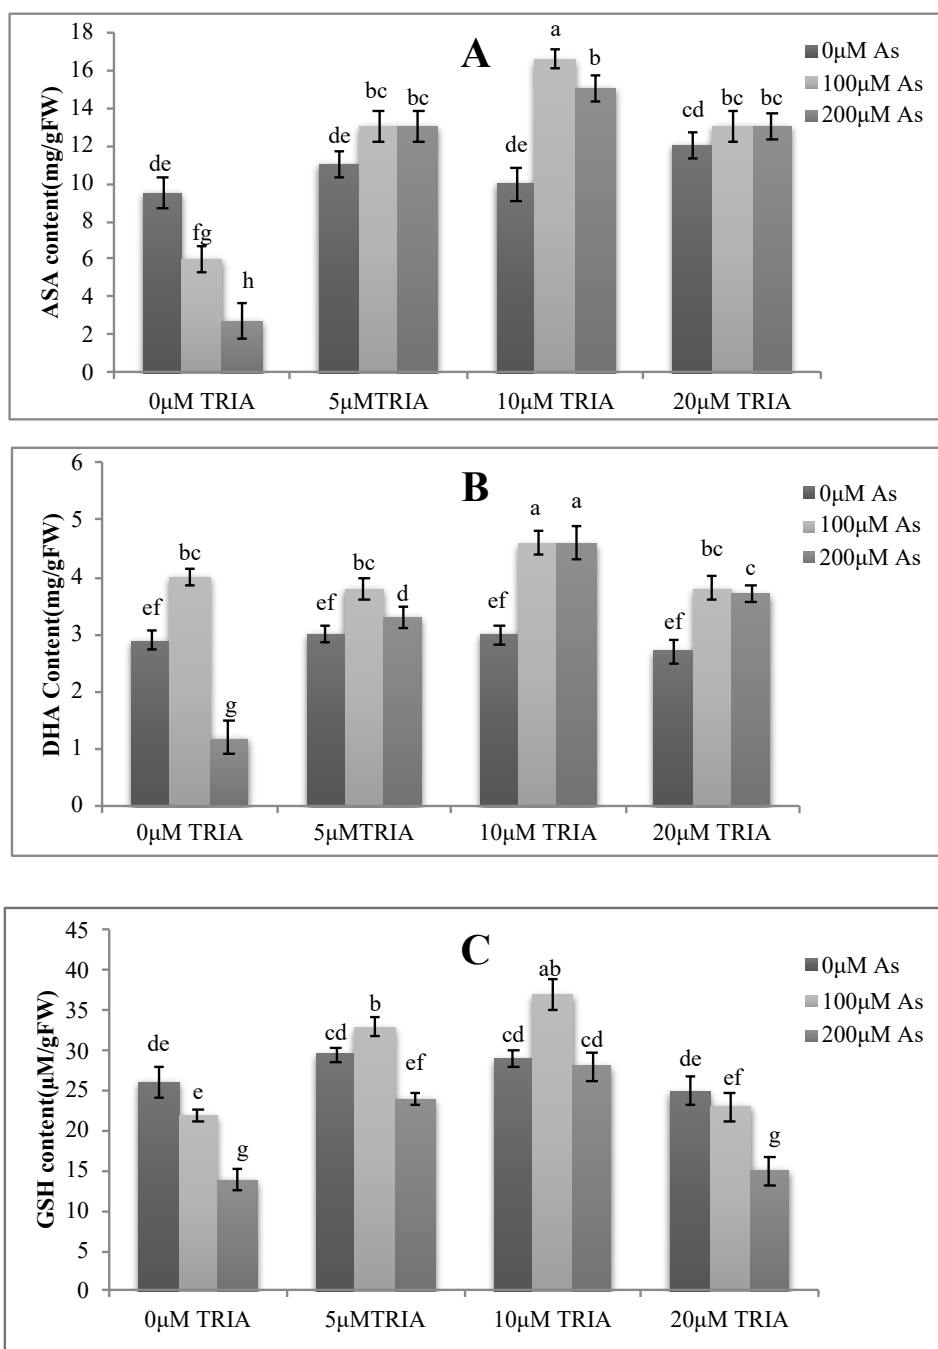 18
A
a
0μM As
16
b
100μM As
14
bc
bc
cd
bc
bc
200μM As
12
de
de
de
10
8
fg
6
h
4
2
0
ASA content(mg/gFW)
0μM TRIA
5μMTRIA
10μM TRIA
20μM TRIA
6
B
0μM As
5
a
a
100μM As
bc
bc
bc
c
200μM As
4
ef
ef
d
ef
ef
3
2
g
1
0
DHA Content(mg/gFW)
0μM TRIA
5μMTRIA
10μM TRIA
20μM TRIA
45
C
0μM As
40
ab
100μM As
35
b
200μM As
de
cd
cd
cd
de
30
e
ef
ef
25
20
g
g
15
10
5
0
GSH content(μM/gFW)
0μM TRIA
5μMTRIA
10μM TRIA
20μM TRIA